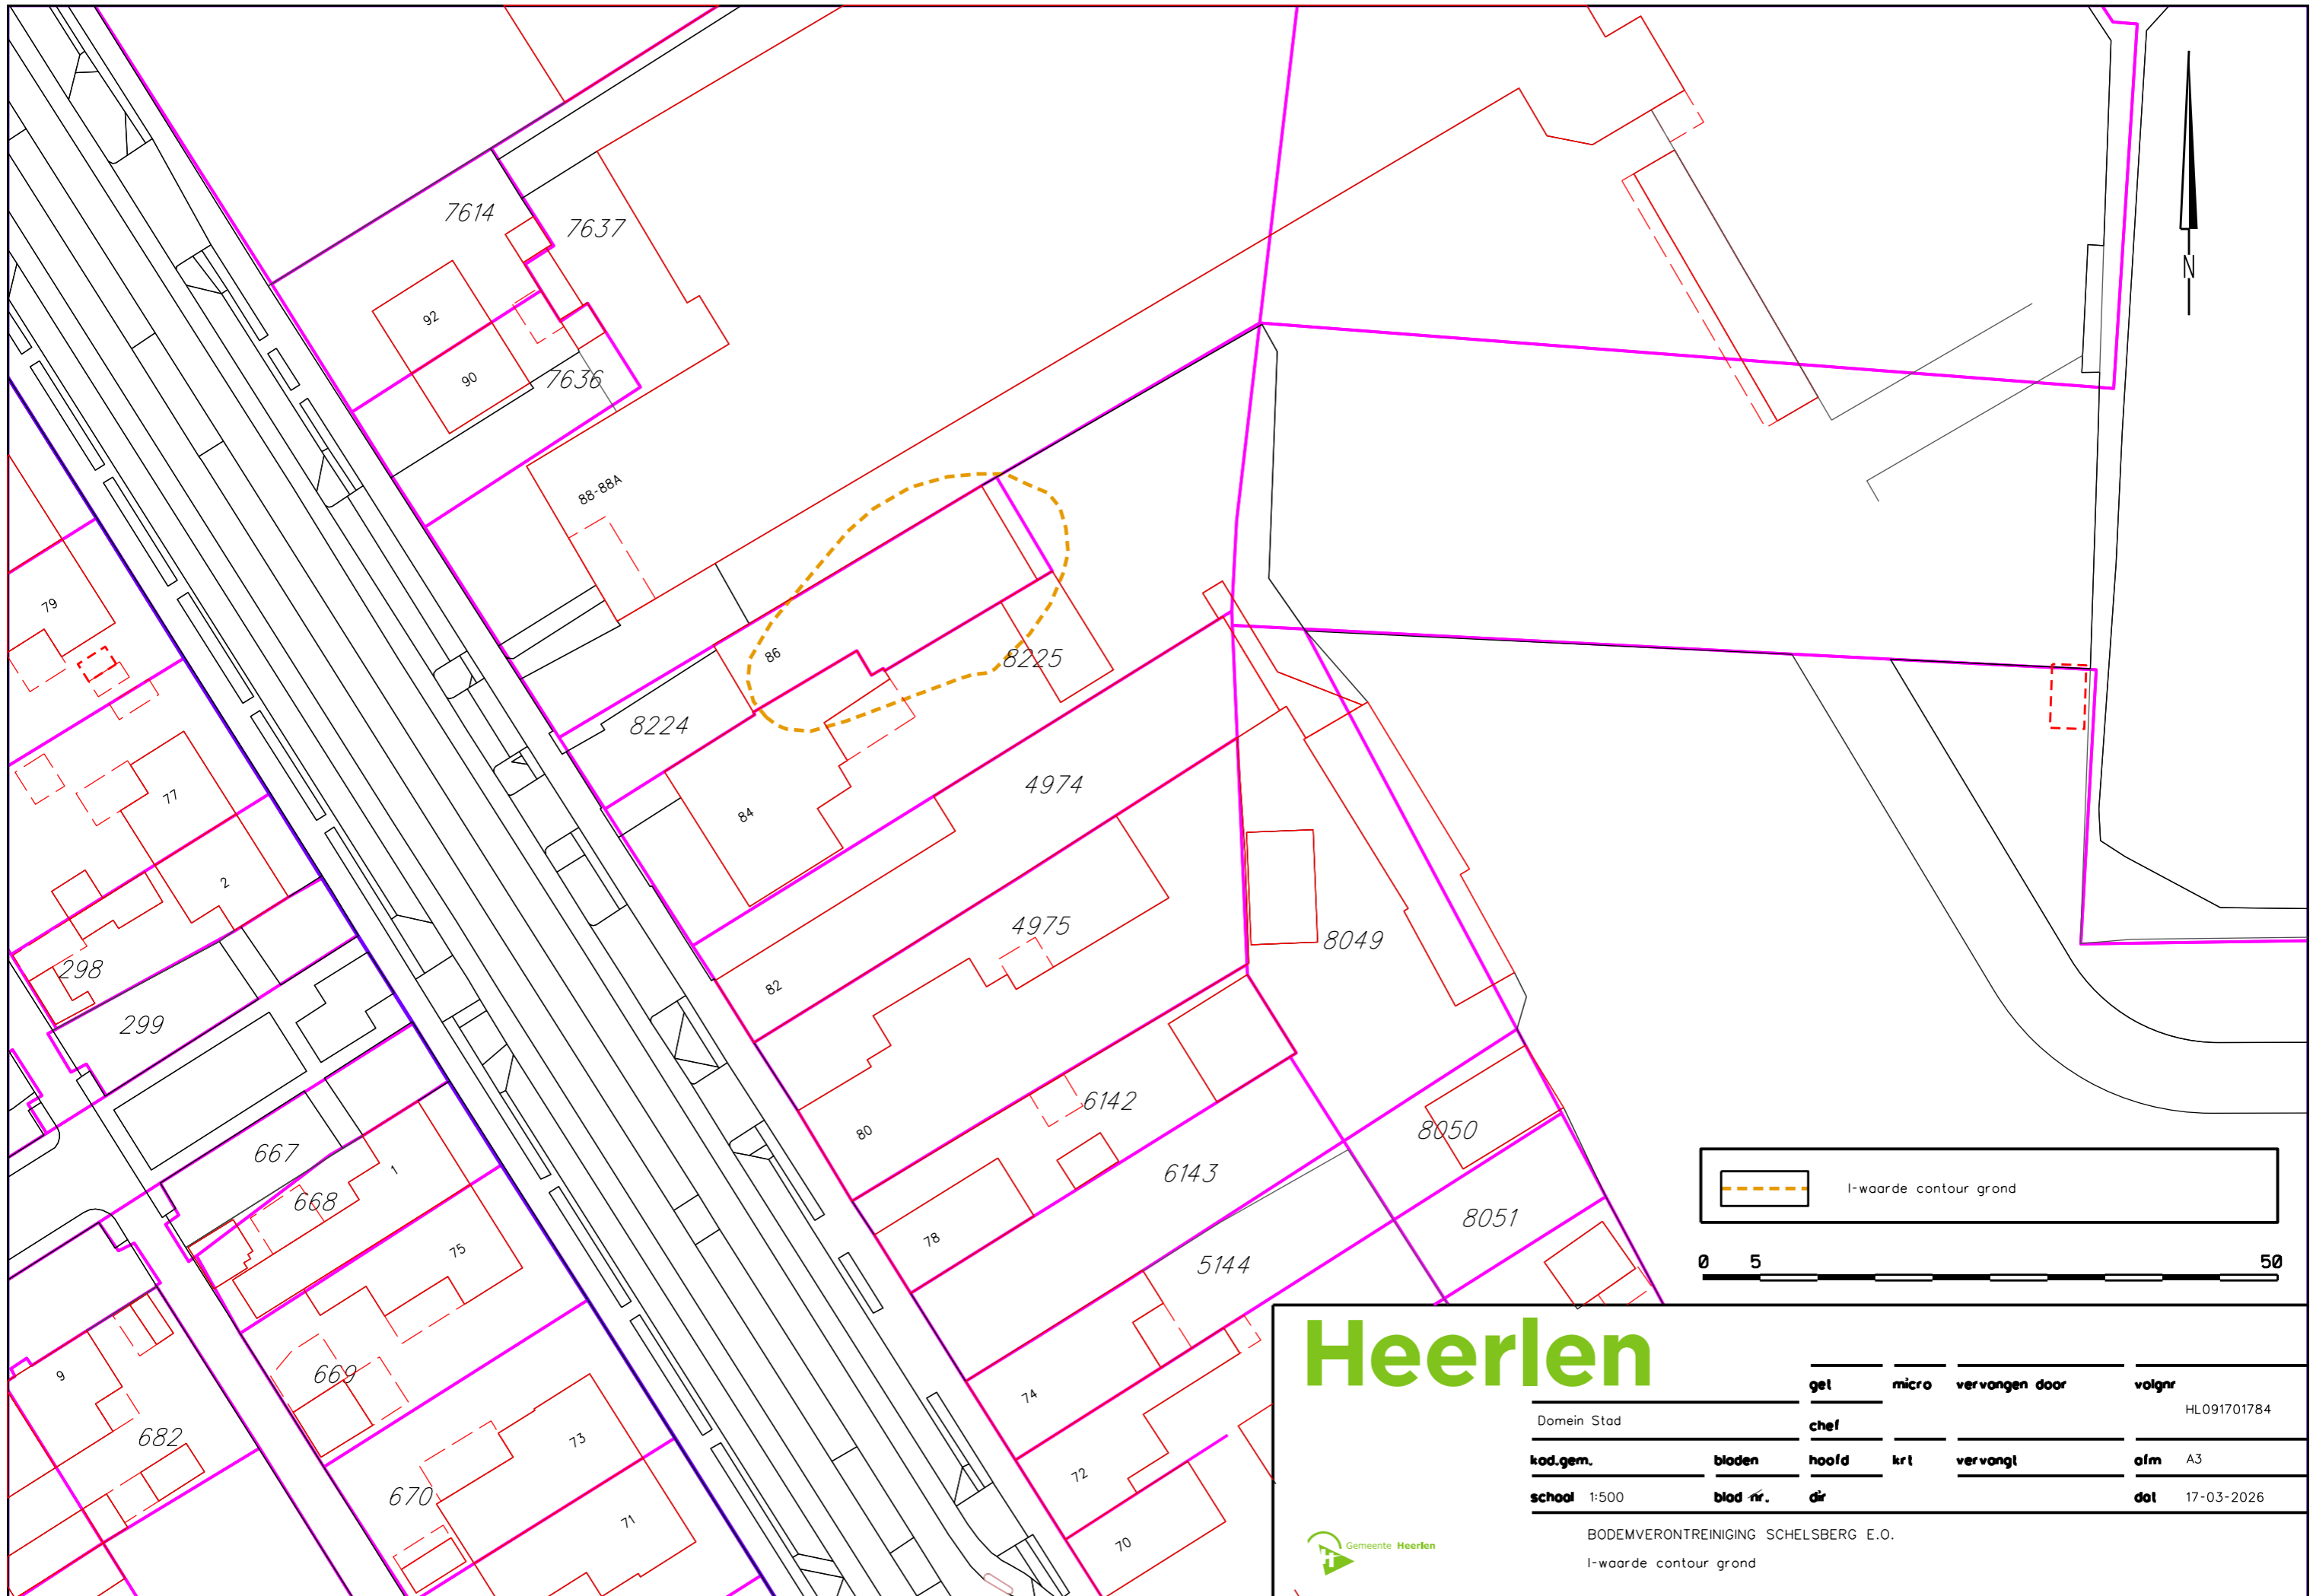 7614
7637
92
90
7636
N
88-88A
79
86
8225
8224
77
84
4974
2
4975
298
82
8049
299
80
6142
8050
667
1
6143
668
78
8051
75
5144
I-waarde contour grond
0 5 50
669
9
74
682
73
72
670
71
70
Heerlen
gel micro vervangen door volgnr
HL091701784
Domein Stad
chef
kad.gem. bladen hoofd krt vervangt afm A3
schaal 1:500 blad nr. dir dat 17-03-2026
BODEMVERONTREINIGING SCHELSBERG E.O.
I-waarde contour grond
Gemeente Heerlen